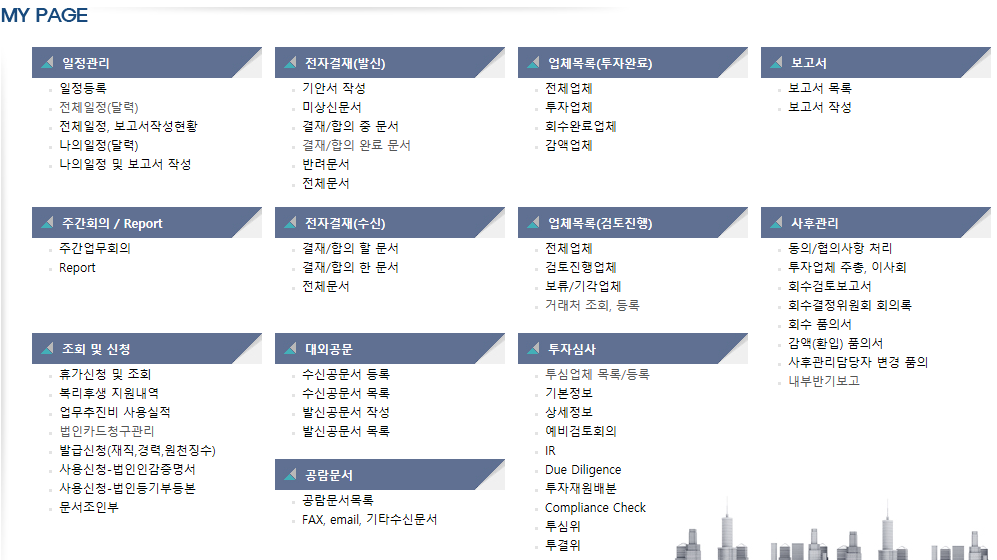 MY PAGE
일정관리
일정등록
전체일정(달력)
전체일정, 보고서작성현황
나의일정(달력)
나의일정 및 보고서 작성
전자결재(발신)
기안서 작성
미상신문서
결재/합의 중 문서
결재/합의 완료 문서
반려문서
전체문서
업체목록(투자완료)
전체업체
투자업체
회수완료업체
감액업체
보고서
보고서 목록
보고서 작성
주간회의 / Report
주간업무회의
Report
전자결재(수신)
결재/합의 할 문서
결재/합의 한 문서
전체문서
업체목록(검토진행)
전체업체
검토진행업체
보류/기각업체
거래처 조회, 등록
사후관리
동의/협의사항 처리
투자업체 주총, 이사회
회수검토보고서
회수결정위원회 회의록
회수 품의서
감액(환입) 품의서
사후관리담당자 변경 품의
내부반기보고
조회 및 신청
휴가신청 및 조회
복리후생 지원내역
업무추진비 사용실적
법인카드청구관리
발급신청(재직,경력,원천징수)
사용신청-법인인감증명서
사용신청-법인등기부등본
문서조인부
대외공문
수신공문서 등록
수신공문서 목록
발신공문서 작성
발신공문서 목록
공람문서
공람문서목록
FAX, email, 기타수신문서
투자심사
투심업체 목록/등록
기본정보
상세정보
예비검토회의
IR
Due Diligence
투자재원배분
Compliance Check
투심위
투결위